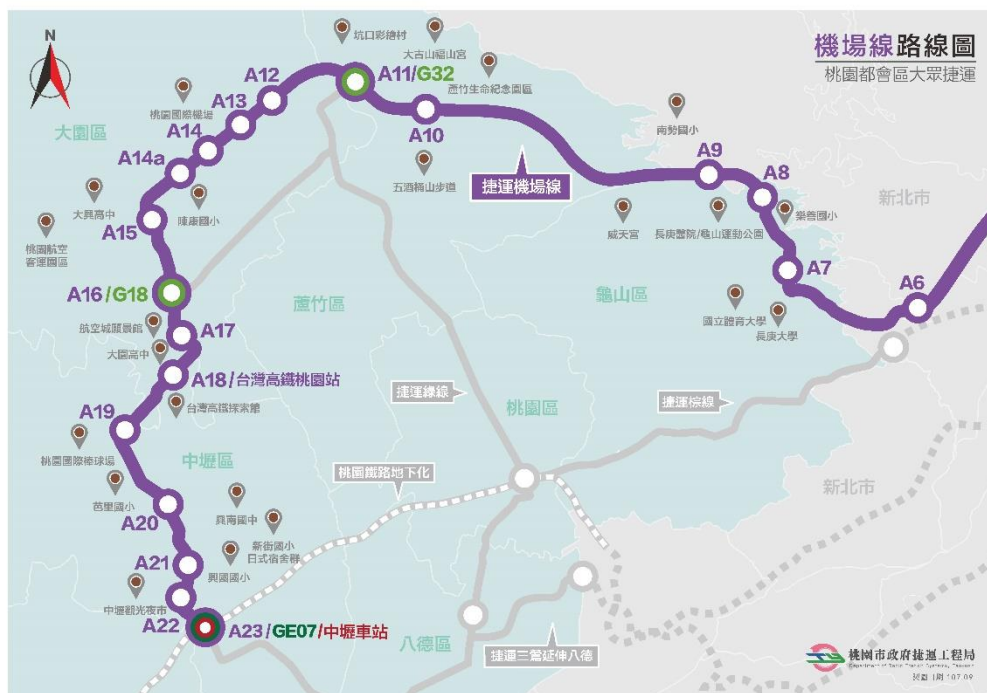 機場線路線圖
桃園都會區大眾捷運
N
坑口彩繪村
大古山福山宮
蘆竹生命紀念園區
A11/G32
A12
A13
桃園國際機場
A14
A10
大園區
A14a
五酒桶山步道
捷運機場線
南勢國小
A9
A8
新北市
大興高中
陳康國小
A15
桃園航空
客運園區
威天宮
長庚醫院/龜山運動公園
樂善國小
A7
A6
龜山區
國立體育大學
長庚大學
A16/G18
蘆竹區
航空城願景館
A17
大園高中
A18/台灣高鐵桃園站
台灣高鐵探索館
捷運綠線
捷運棕線
桃園區
A19
桃園國際棒球場
中壢區
桃園鐵路地下化
新北市
芭里國小
A20
興南國中
新街國小
日式宿舍群
A21
興國國小
中壢觀光夜市
A22
A23/GE07/中壢車站
八德區
捷運三鶯延伸八德
桃園市政府捷運工程局